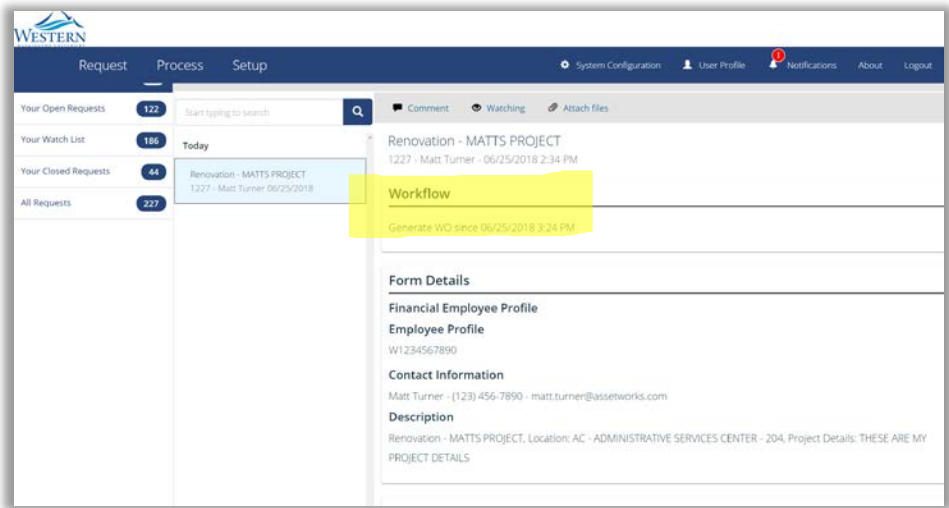 WESTERN
Request Process Setup
System Configuration User Profile 1 Notifications About Logout
Your Open Requests 122
Your Watch List 186
Your Closed Requests 44
All Requests 227
Start typing to search
Today
Renovation - MATTS PROJECT
1227 - Matt Turner 06/25/2018
Comment Watching Attach files
Renovation - MATTS PROJECT
1227 - Matt Turner - 06/25/2018 2:34 PM
Workflow
Generate WO since 06/25/2018 3:24 PM
Form Details
Financial Employee Profile
Employee Profile
W1234567890
Contact Information
Matt Turner - (123) 456-7890 - matt.turner@assetworks.com
Description
Renovation - MATTS PROJECT, Location: AC - ADMINISTRATIVE SERVICES CENTER - 204, Project Details: THESE ARE MY
PROJECT DETAILS